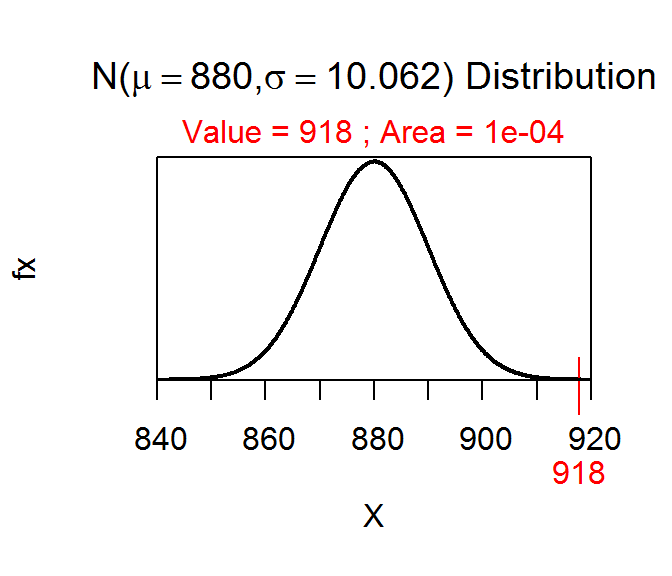 N(μ = 880,σ = 10.062) Distribution
Value = 918 ; Area = 1e-04
fx
840 860 880 900 920
918
X